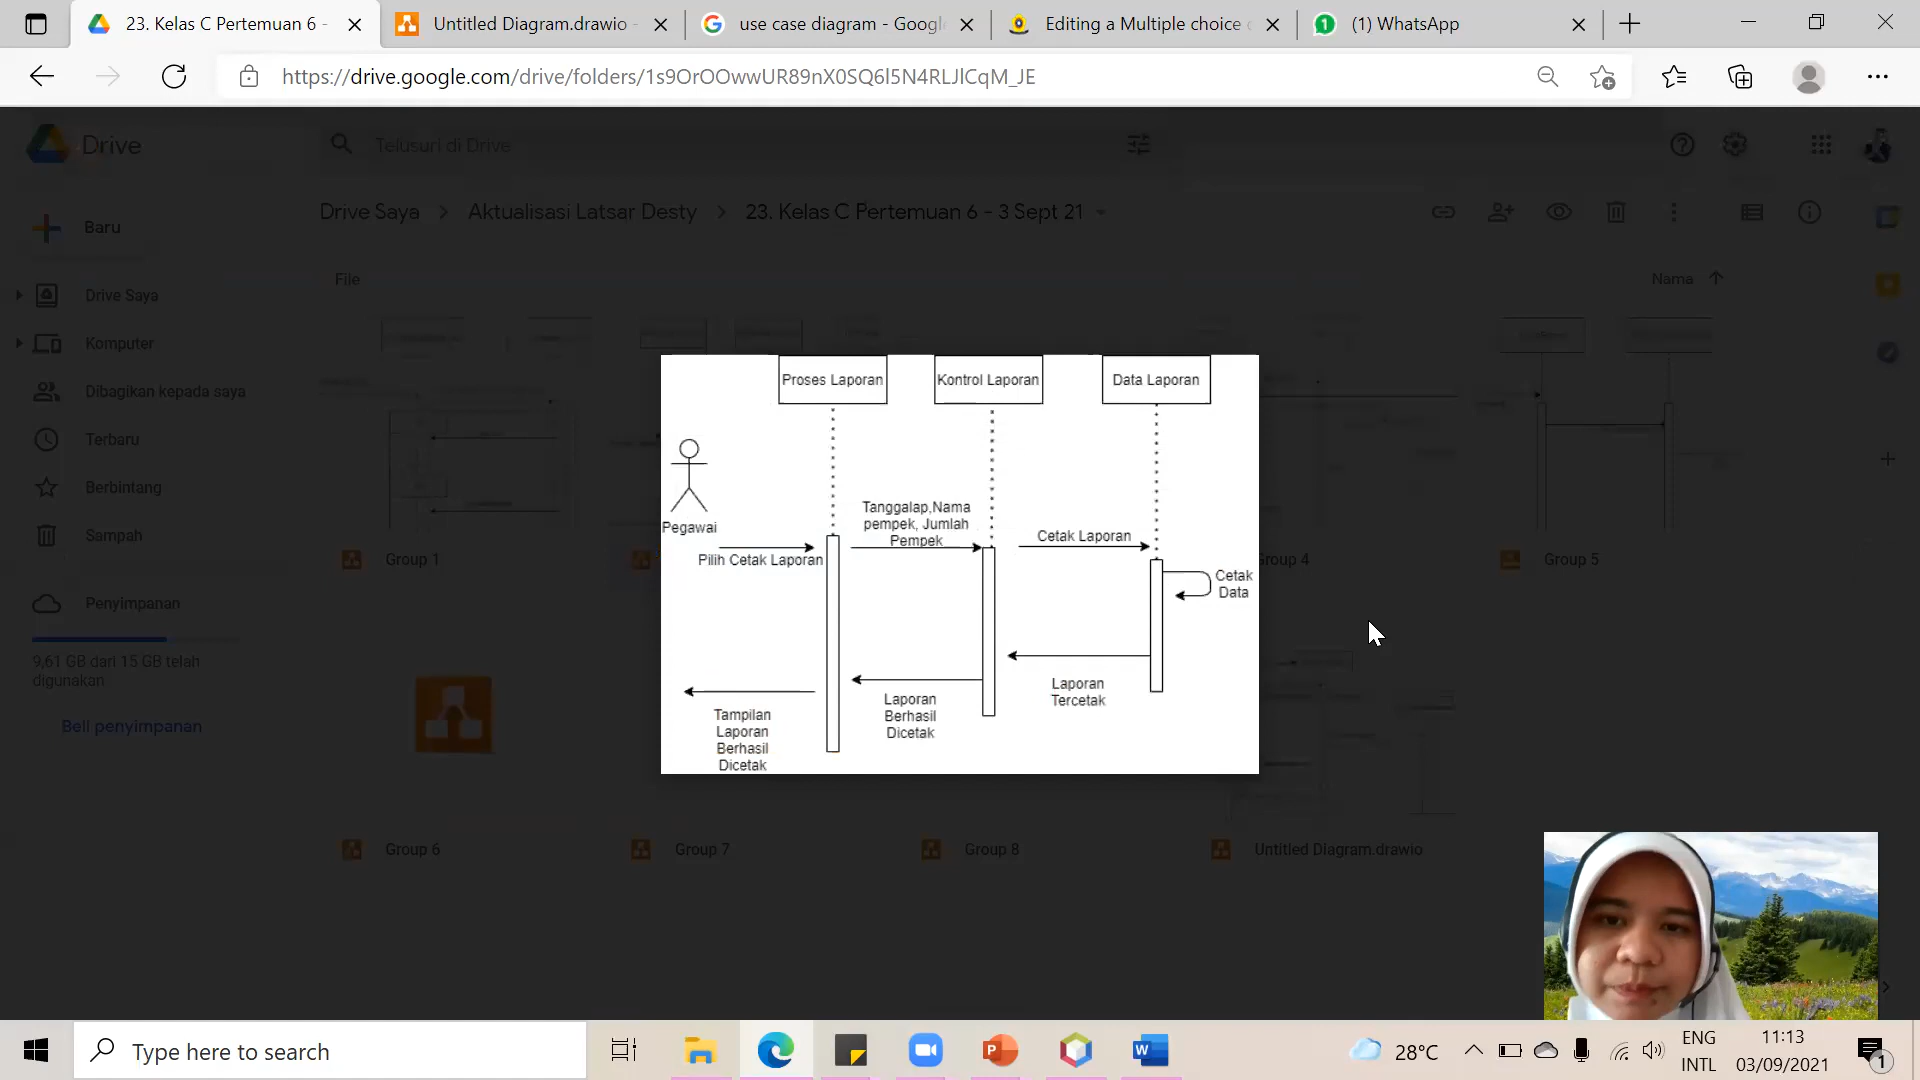 23. Kelas C Pertemuan 6 -
Untitled Diagram.drawio -
use case diagram - Google
Editing a Multiple choice
(1) WhatsApp
https://drive.google.com/drive/folders/1s9OrOOwwUR89nX0SQ6l5N4RLJlCqM_JE
Drive
Telusuri di Drive
Baru
Drive Saya
Komputer
Dibagikan kepada saya
Terbaru
Berbintang
Sampah
Penyimpanan
9,61 GB dari 15 GB telah
digunakan
Beli penyimpanan
Drive Saya > Aktualisasi Latsar Desty > 23. Kelas C Pertemuan 6 - 3 Sept 21
File
Nama
Proses Laporan
Kontrol Laporan
Data Laporan
Pegawai
Pilih Cetak Laporan
Tanggalap,Nama
pempek, Jumlah
Pempek
Cetak Laporan
Cetak
Data
Laporan
Tercetak
Laporan
Berhasil
Dicetak
Tampilan
Laporan
Berhasil
Dicetak
Group 1
Group 4
Group 5
Group 6
Group 7
Group 8
Untitled Diagram.drawio
Type here to search
28°C
ENG
INTL
11:13
03/09/2021
1